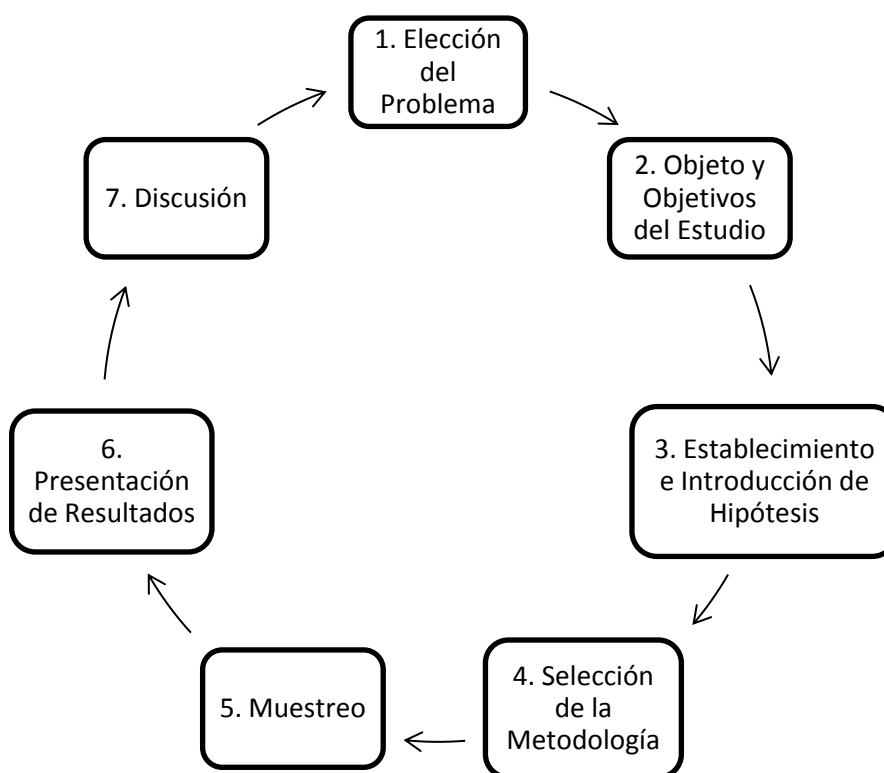 1. Elección
del
Problema
2. Objeto y
Objetivos
del Estudio
3. Establecimiento
e Introducción de
Hipótesis
4. Selección
de la
Metodología
5. Muestreo
6.
Presentación
de Resultados
7. Discusión